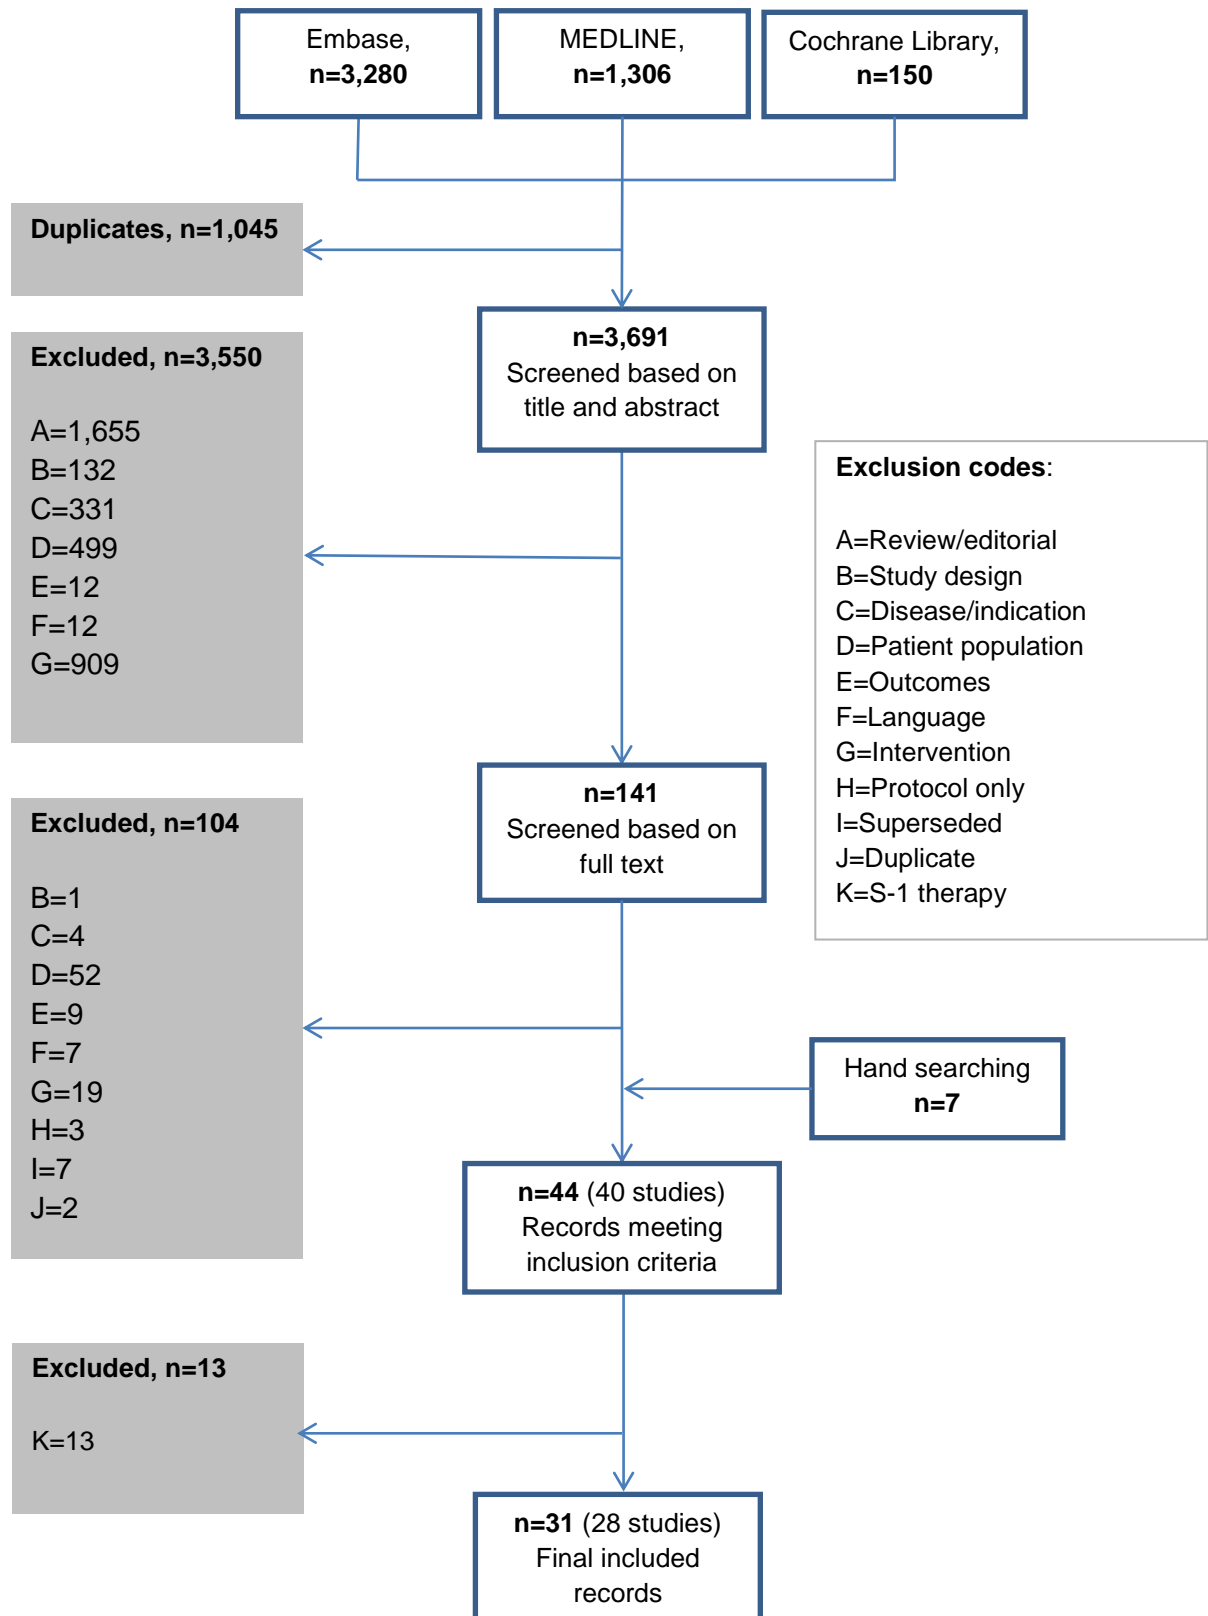 Embase,
n=3,280
MEDLINE,
n=1,306
Cochrane Library,
n=150
Duplicates, n=1,045
n=3,691
Screened based on
title and abstract
Excluded, n=3,550
A=1,655
B=132
C=331
D=499
E=12
F=12
G=909
Exclusion codes:
A=Review/editorial
B=Study design
C=Disease/indication
D=Patient population
E=Outcomes
F=Language
G=Intervention
H=Protocol only
I=Superseded
J=Duplicate
K=S-1 therapy
n=141
Screened based on
full text
Excluded, n=104
B=1
C=4
D=52
E=9
F=7
G=19
H=3
I=7
J=2
Hand searching
n=7
n=44 (40 studies)
Records meeting
inclusion criteria
Excluded, n=13
K=13
n=31 (28 studies)
Final included
records